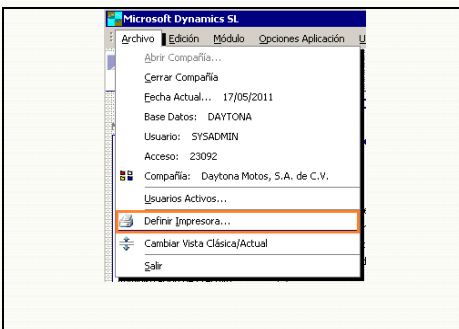 Microsoft Dynamics SL
Archivo Edición Módulo Opciones Aplicación
Abrir Compañía...
Cerrar Compañía
Fecha Actual... 17/05/2011
Base Datos: DAYTONA
Usuario: SYSADMIN
Acceso: 23092
Compañía: Daytona Motos, S.A. de C.V.
Usuarios Activos...
Definir Impresora...
Cambiar Vista Clásica/Actual
Salir